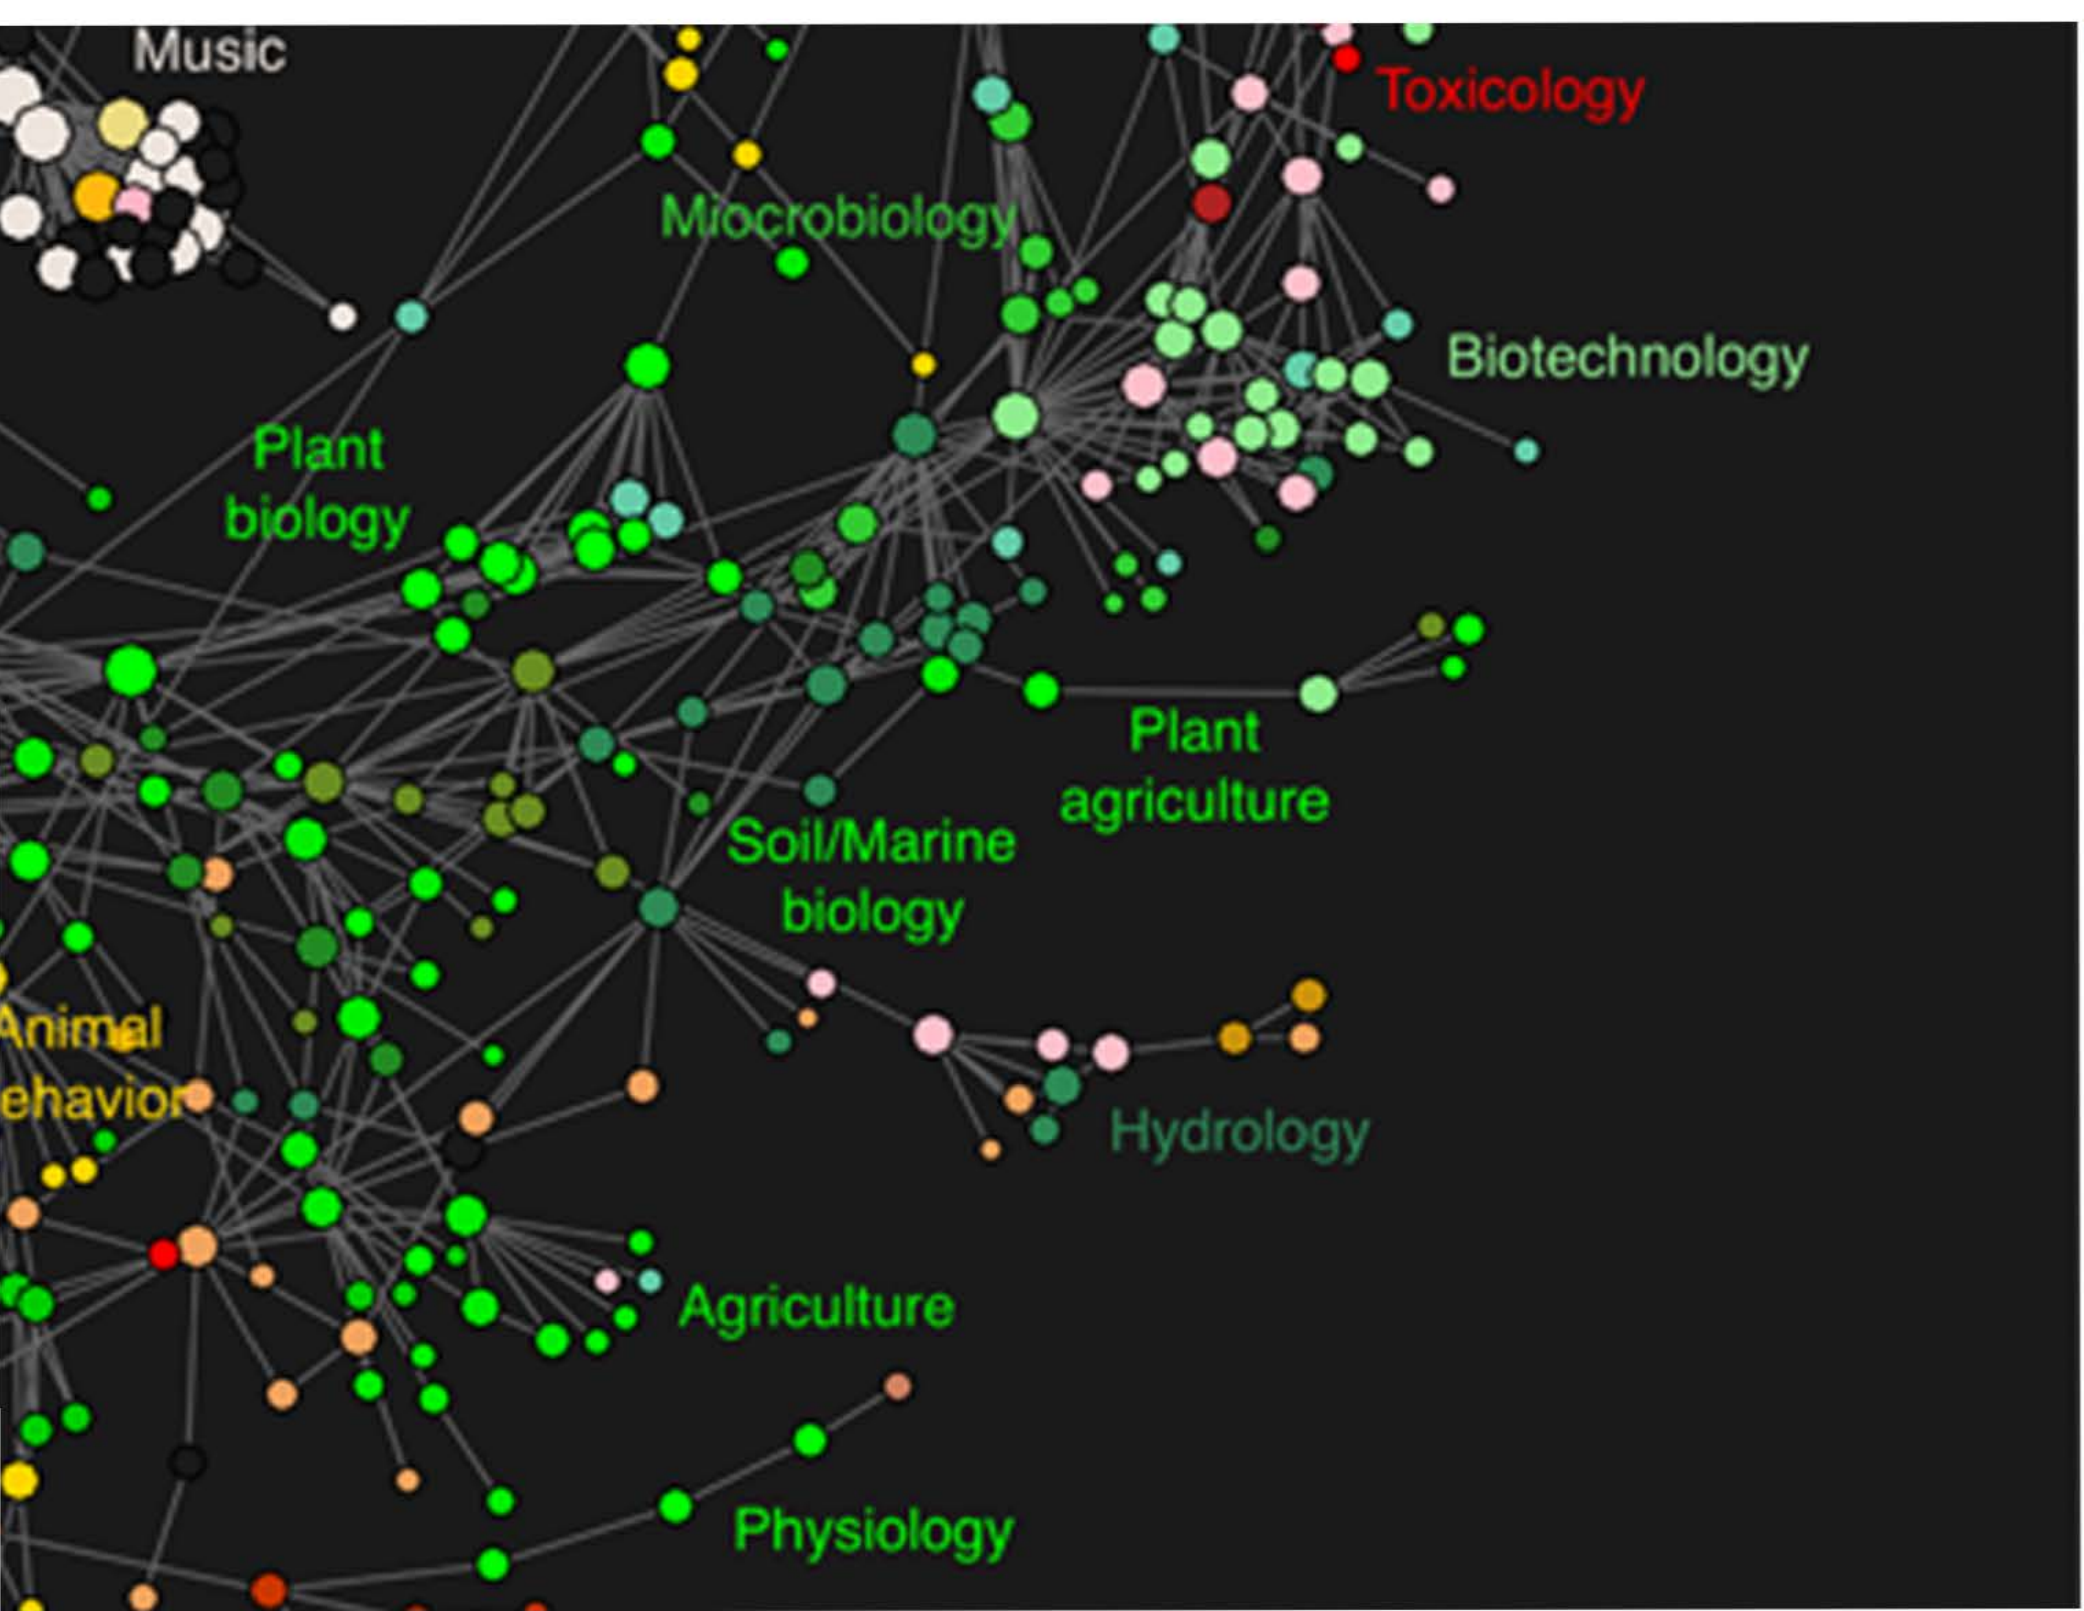 Music
Toxicology
Miocrobiology
Biotechnology
Plant
biology
Plant
agriculture
Soil/Marine
biology
Animal
ehavior
Hydrology
Agriculture
Physiology